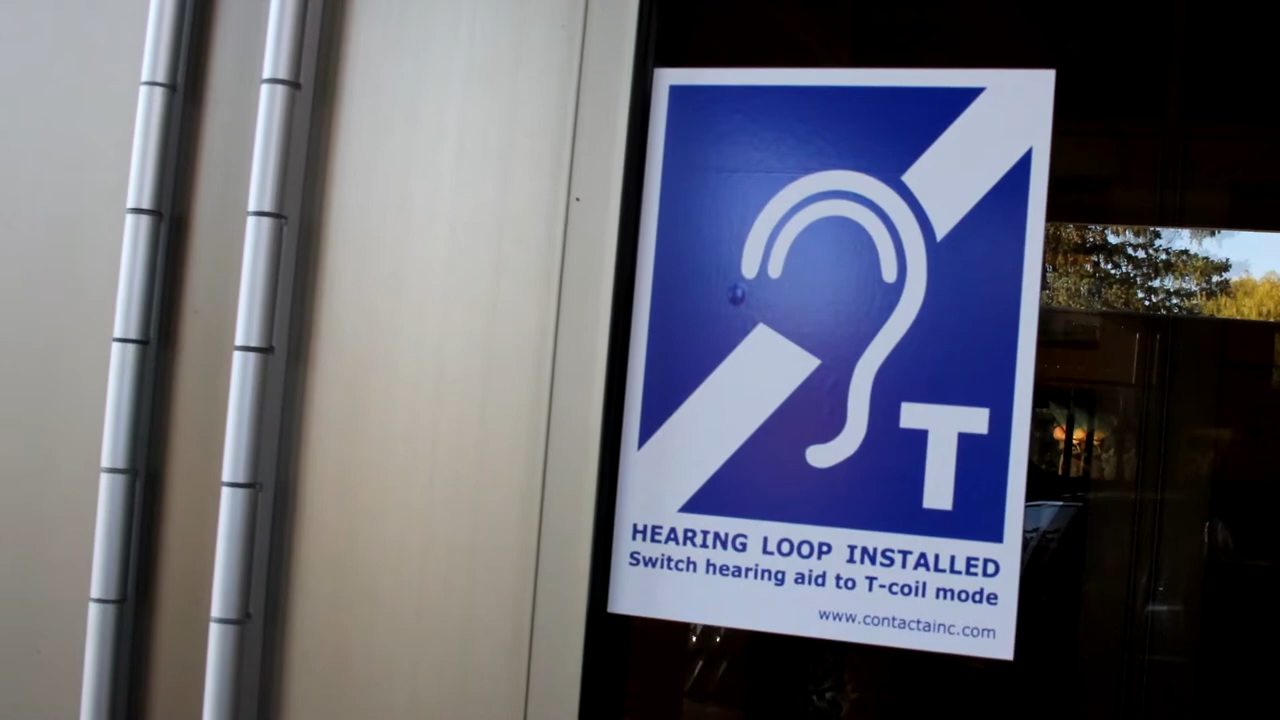 T
HEARING LOOP INSTALLED
Switch hearing aid to T-coil mode
www.contactainc.com